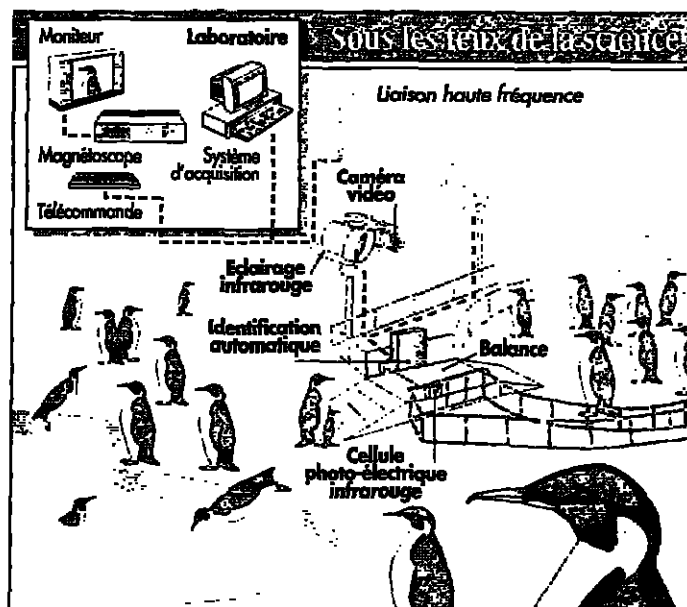 Sous les feux de la science
Moniteur
Laboratoire
Magnétoscope
Système
d'acquisition
Télécommande
Liaison haute fréquence
Caméra
vidéo
Eclairage
infrarouge
Identification
automatique
Balance
Cellule
photo-électrique
infrarouge